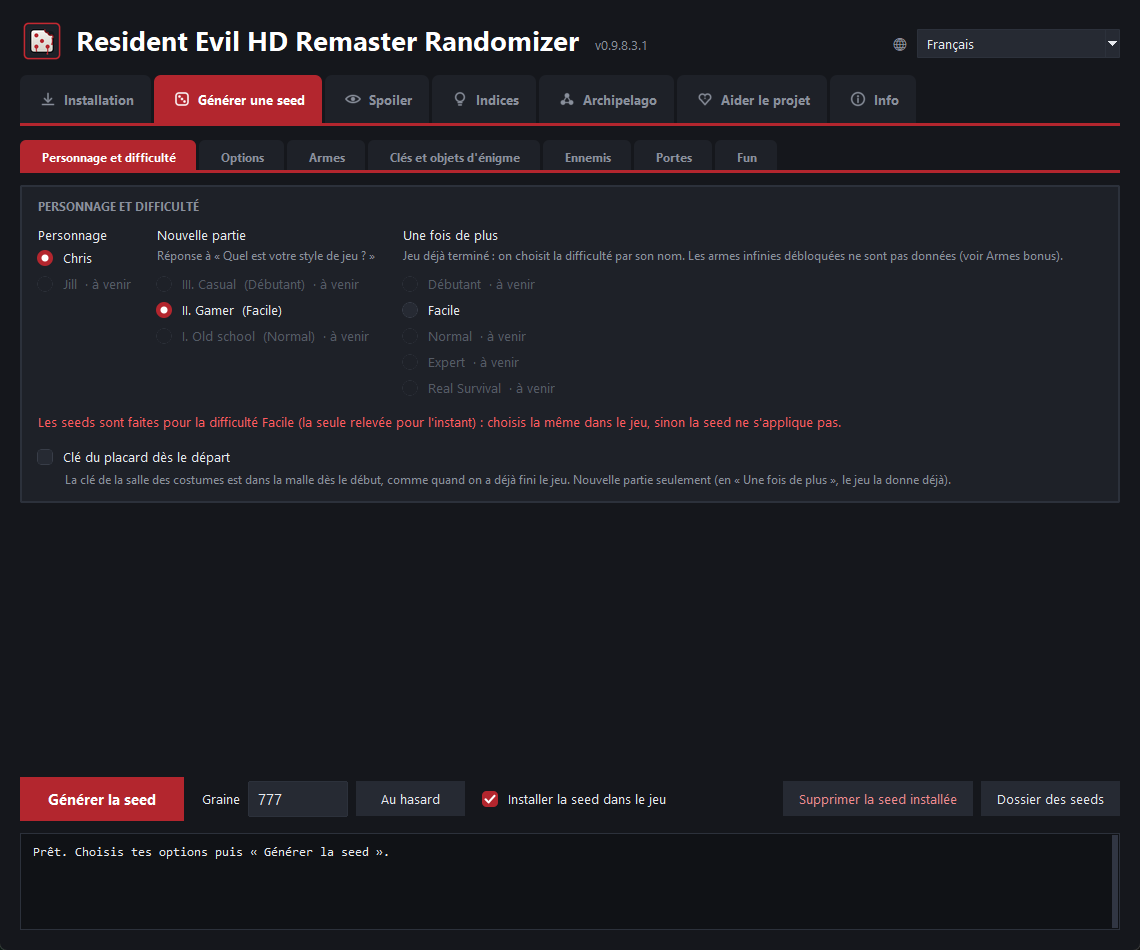 Resident Evil HD Remaster Randomizer v0.9.8.3.1
Français
Installation
Générer une seed
Spoiler
Indices
Archipelago
Aider le projet
Info
Personnage et difficulté
Options
Armes
Clés et objets d'énigme
Ennemis
Portes
Fun
PERSONNAGE ET DIFFICULTÉ
Personnage
Chris
Jill · à venir
Nouvelle partie
Réponse à « Quel est votre style de jeu ? »
III. Casual (Débutant) · à venir
II. Gamer (Facile)
I. Old school (Normal) · à venir
Une fois de plus
Jeu déjà terminé : on choisit la difficulté par son nom. Les armes infinies débloquées ne sont pas données (voir Armes bonus).
Débutant · à venir
Facile
Normal · à venir
Expert · à venir
Real Survival · à venir
Les seeds sont faites pour la difficulté Facile (la seule relevée pour l'instant) : choisis la même dans le jeu, sinon la seed ne s'applique pas.
Clé du placard dès le départ
La clé de la salle des costumes est dans la malle dès le début, comme quand on a déjà fini le jeu. Nouvelle partie seulement (en « Une fois de plus », le jeu la donne déjà).
Générer la seed
Graine
777
Au hasard
Installer la seed dans le jeu
Supprimer la seed installée
Dossier des seeds
Prêt. Choisis tes options puis « Générer la seed ».